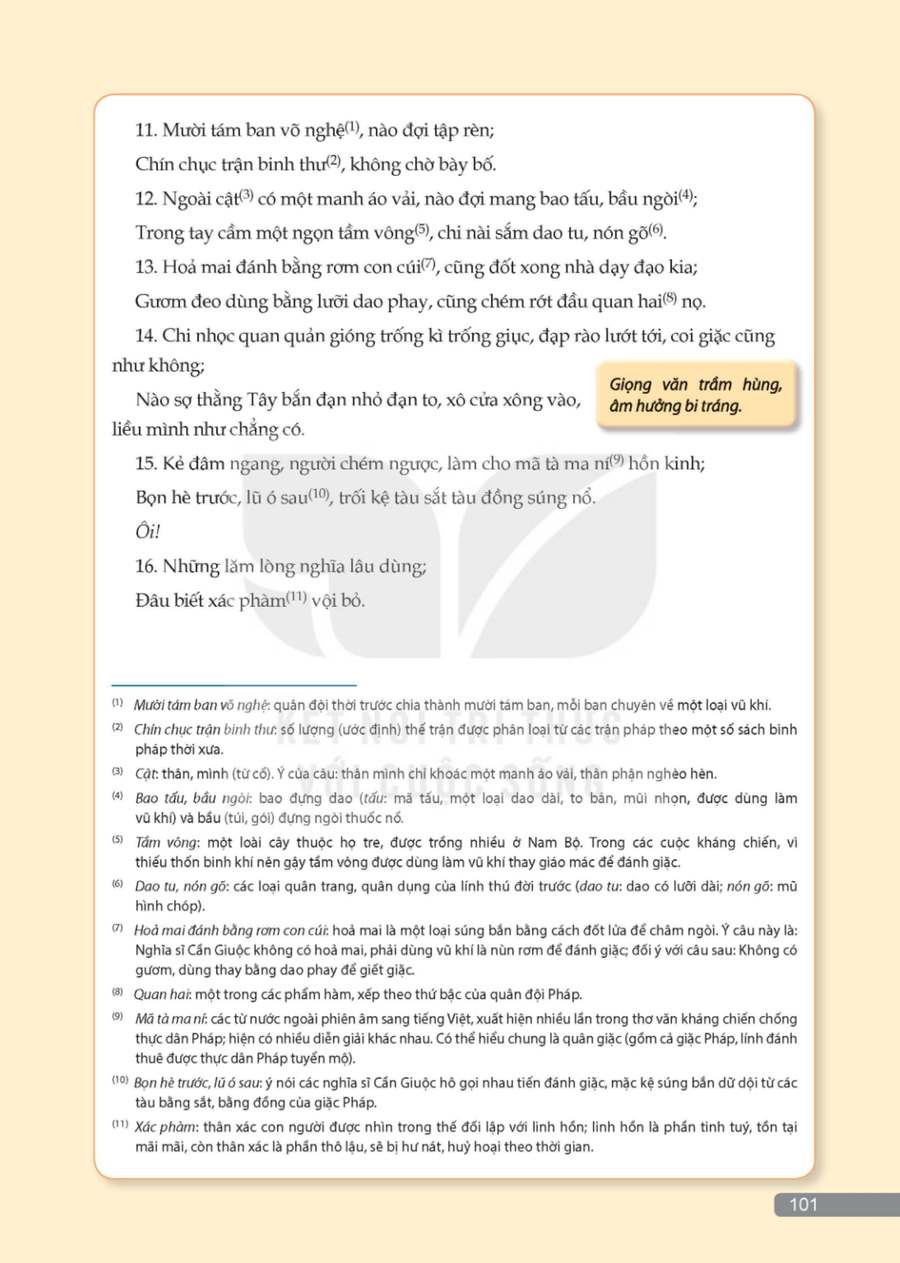 11. Mười tám ban võ nghệ(1), nào đợi tập rèn;
Chín chục trận binh thư(2), không chờ bày bố.
12. Ngoài cật(3) có một manh áo vải, nào đợi mang bao tấu, bầu ngòi(4);
Trong tay cầm một ngọn tầm vông(5), chi nài sắm dao tu, nón gõ(6).
13. Hoả mai đánh bằng rơm con cúi(7), cũng đốt xong nhà dạy đạo kia;
Gươm đeo dùng bằng lưỡi dao phay, cũng chém rớt đầu quan hai(8) nọ.
14. Chi nhọc quan quản gióng trống kì trống giục, đạp rào lướt tới, coi giặc cũng
như không;
Nào sợ thằng Tây bắn đạn nhỏ đạn to, xô cửa xông vào,
liều mình như chẳng có.
Giọng văn trầm hùng,
âm hưởng bi tráng.
15. Kẻ đâm ngang, người chém ngược, làm cho mã tà ma ní(9) hồn kinh;
Bọn hè trước, lũ ó sau(10), trối kệ tàu sắt tàu đồng súng nổ.
Ôi!
16. Những lăm lòng nghĩa lâu dùng;
Đâu biết xác phàm(11) vội bỏ.
KẾT NỐI TRI THỨC
VỚI CUỘC SỐNG
(1) Mười tám ban võ nghệ: quân đội thời trước chia thành mười tám ban, mỗi ban chuyên về một loại vũ khí.
(2) Chín chục trận binh thư: số lượng (ước định) thế trận được phân loại từ các trận pháp theo một số sách binh
pháp thời xưa.
(3) Cật: thân, mình (từ cổ). Ý của câu: thân mình chỉ khoác một manh áo vải, thân phận nghèo hèn.
(4) Bao tấu, bầu ngòi: bao đựng dao (tấu: mã tấu, một loại dao dài, to bản, mũi nhọn, được dùng làm
vũ khí) và bầu (túi, gói) đựng ngòi thuốc nổ.
(5) Tầm vông: một loài cây thuộc họ tre, được trồng nhiều ở Nam Bộ. Trong các cuộc kháng chiến, vì
thiếu thốn binh khí nên gậy tầm vông được dùng làm vũ khí thay giáo mác để đánh giặc.
(6) Dao tu, nón gõ: các loại quân trang, quân dụng của lính thú đời trước (dao tu: dao có lưỡi dài; nón gõ: mũ
hình chóp).
(7) Hoả mai đánh bằng rơm con cúi: hoả mai là một loại súng bắn bằng cách đốt lửa để châm ngòi. Ý câu này là:
Nghĩa sĩ Cần Giuộc không có hoả mai, phải dùng vũ khí là nùn rơm để đánh giặc; đối ý với câu sau: Không có
gươm, dùng thay bằng dao phay để giết giặc.
(8) Quan hai: một trong các phẩm hàm, xếp theo thứ bậc của quân đội Pháp.
(9) Mã tà ma ní: các từ nước ngoài phiên âm sang tiếng Việt, xuất hiện nhiều lần trong thơ văn kháng chiến chống
thực dân Pháp; hiện có nhiều diễn giải khác nhau. Có thể hiểu chung là quân giặc (gồm cả giặc Pháp, lính đánh
thuê được thực dân Pháp tuyển mộ).
(10) Bọn hè trước, lũ ó sau: ý nói các nghĩa sĩ Cần Giuộc hô gọi nhau tiến đánh giặc, mặc kệ súng bắn dữ dội từ các
tàu bằng sắt, bằng đồng của giặc Pháp.
(11) Xác phàm: thân xác con người được nhìn trong thế đối lập với linh hồn; linh hồn là phần tinh tuý, tồn tại
mãi mãi, còn thân xác là phần thô lậu, sẽ bị hư nát, huỷ hoại theo thời gian.
101